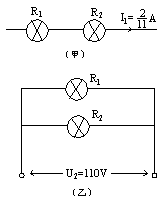 R₁ R₂ I₁=2/11 A
(甲)
R₁
R₂
U₂=110V
(乙)